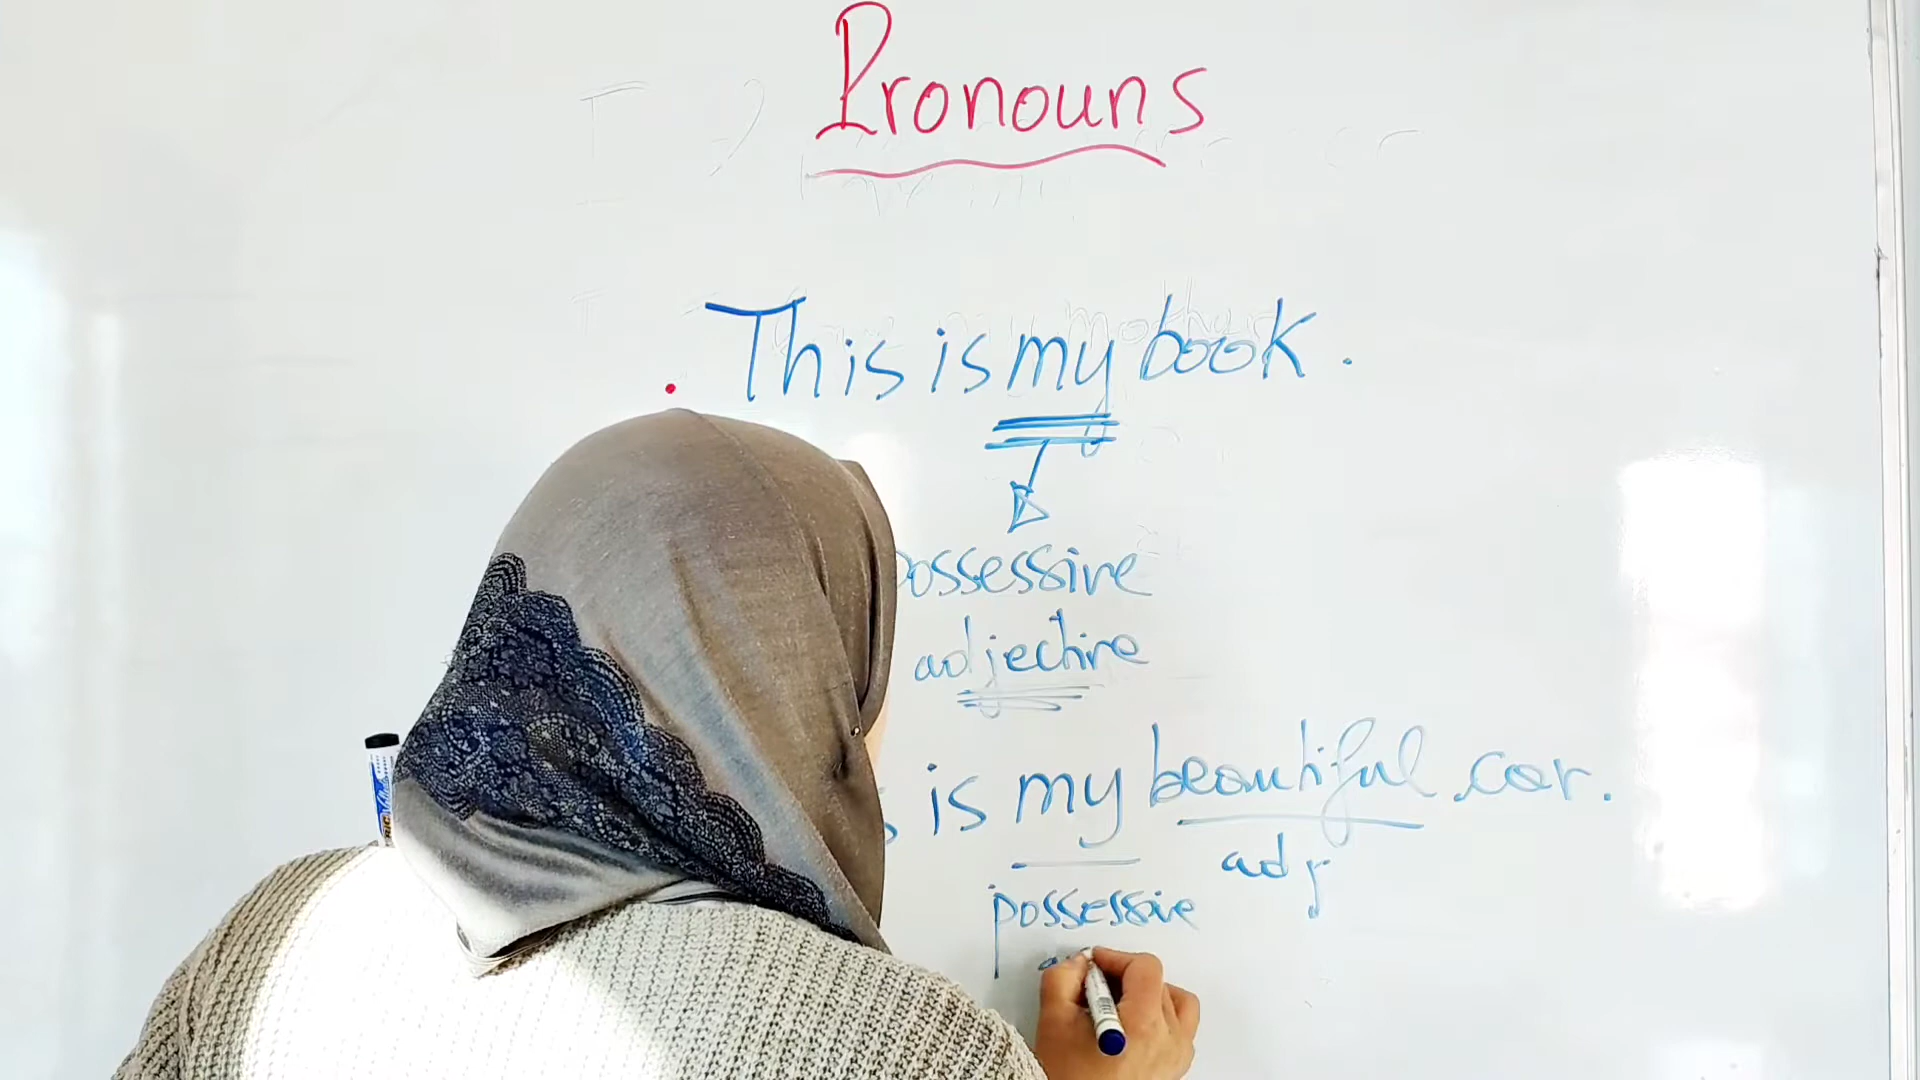 Pronouns
This is my book.
possessive
adjective
is my beautiful car.
adj
possessive